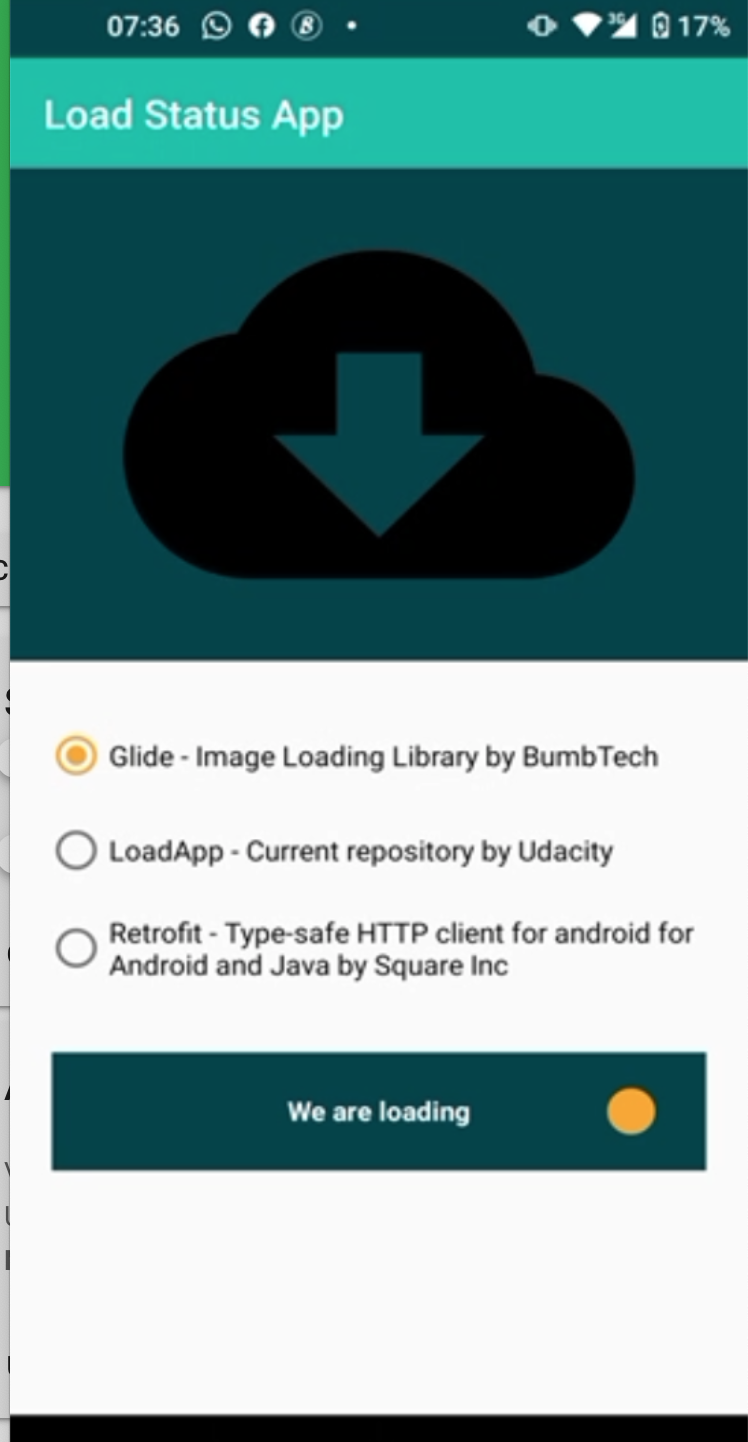 07:36
3G
17%
Load Status App
Glide - Image Loading Library by BumbTech
LoadApp - Current repository by Udacity
Retrofit - Type-safe HTTP client for android for
Android and Java by Square Inc
We are loading